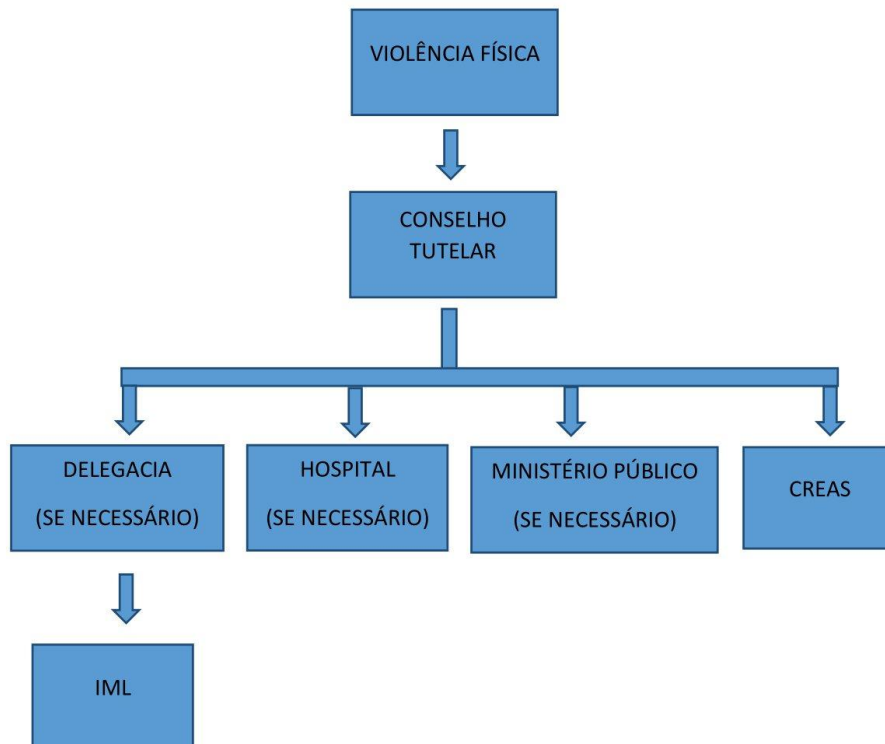 VIOLÊNCIA FÍSICA
CONSELHO
TUTELAR
DELEGACIA
(SE NECESSÁRIO)
HOSPITAL
(SE NECESSÁRIO)
MINISTÉRIO PÚBLICO
(SE NECESSÁRIO)
CREAS
IML